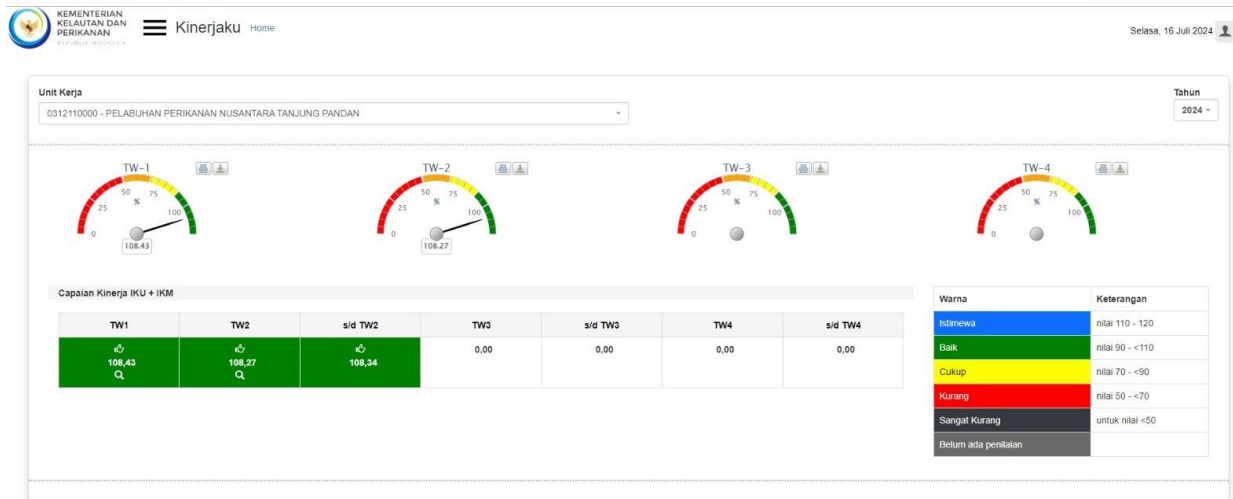 KEMENTERIAN
KELAUTAN DAN
PERIKANAN
REPUBLIK INDONESIA
Kinerjaku Home
Selasa, 16 Juli 2024
Unit Kerja
Tahun
0312110000 - PELABUHAN PERIKANAN NUSANTARA TANJUNG PANDAN
2024
TW-1
0 25 50 75 100
%
108.43
TW-2
0 25 50 75 100
%
108.27
TW-3
0 25 50 75 100
%
TW-4
0 25 50 75 100
%
Capaian Kinerja IKU + IKM
TW1 TW2 s/d TW2 TW3 s/d TW3 TW4 s/d TW4
108,43 108,27 108,34 0,00 0,00 0,00 0,00
Warna Keterangan
Istimewa nilai 110 - 120
Baik nilai 90 - <110
Cukup nilai 70 - <90
Kurang nilai 50 - <70
Sangat Kurang untuk nilai <50
Belum ada penilaian